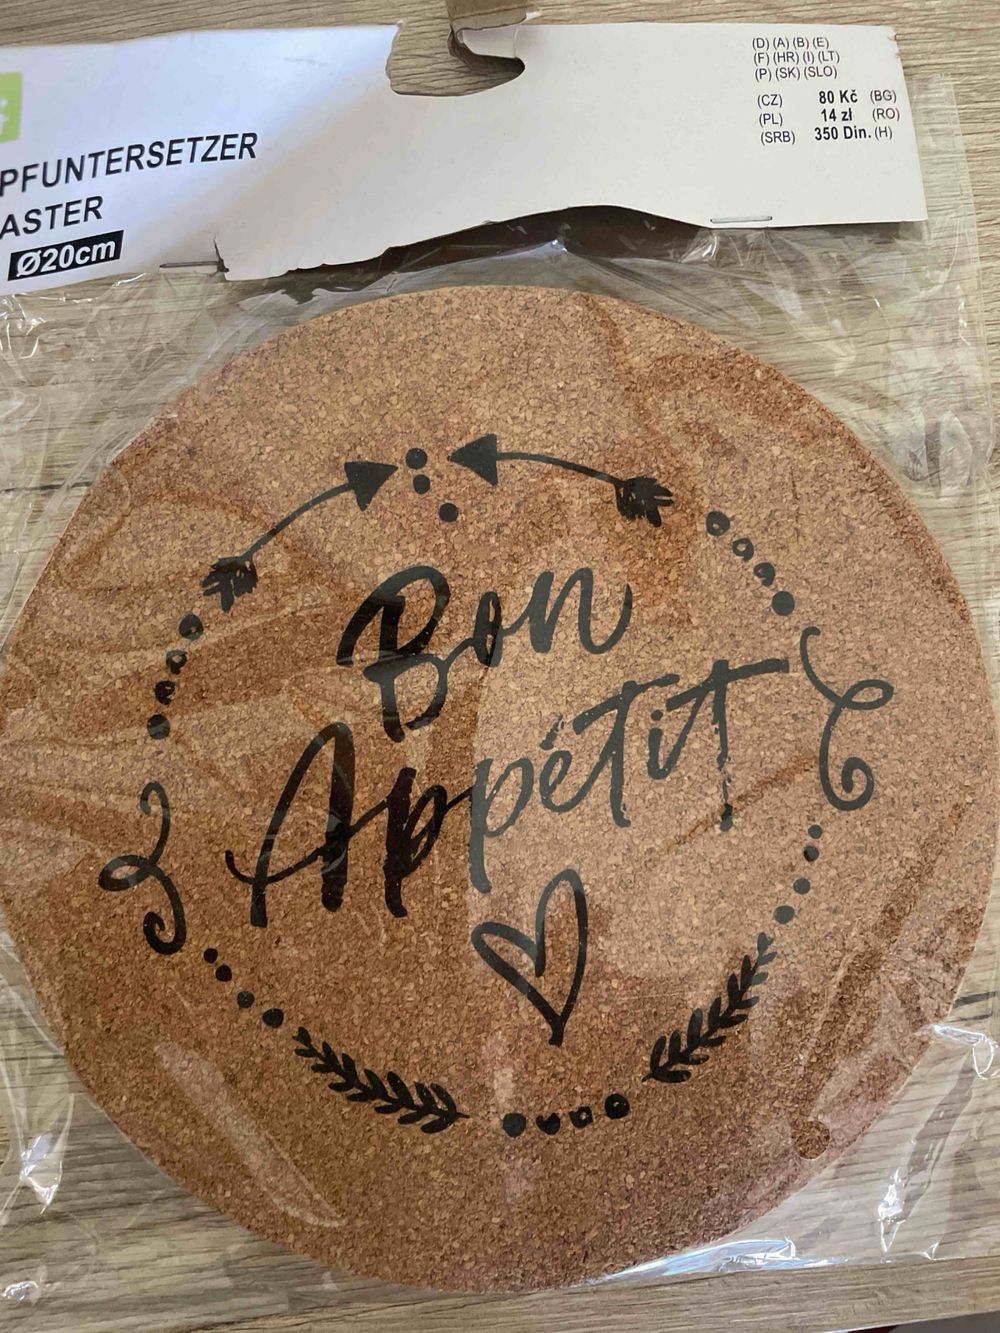 PFUNTERSETZER
ASTER
Ø20cm
(D) (A) (B) (E)
(F) (HR) (I) (LT)
(P) (SK) (SLO)
(CZ) 80 Kč (BG)
(PL) 14 zł (RO)
(SRB) 350 Din. (H)
Bon
Appétit